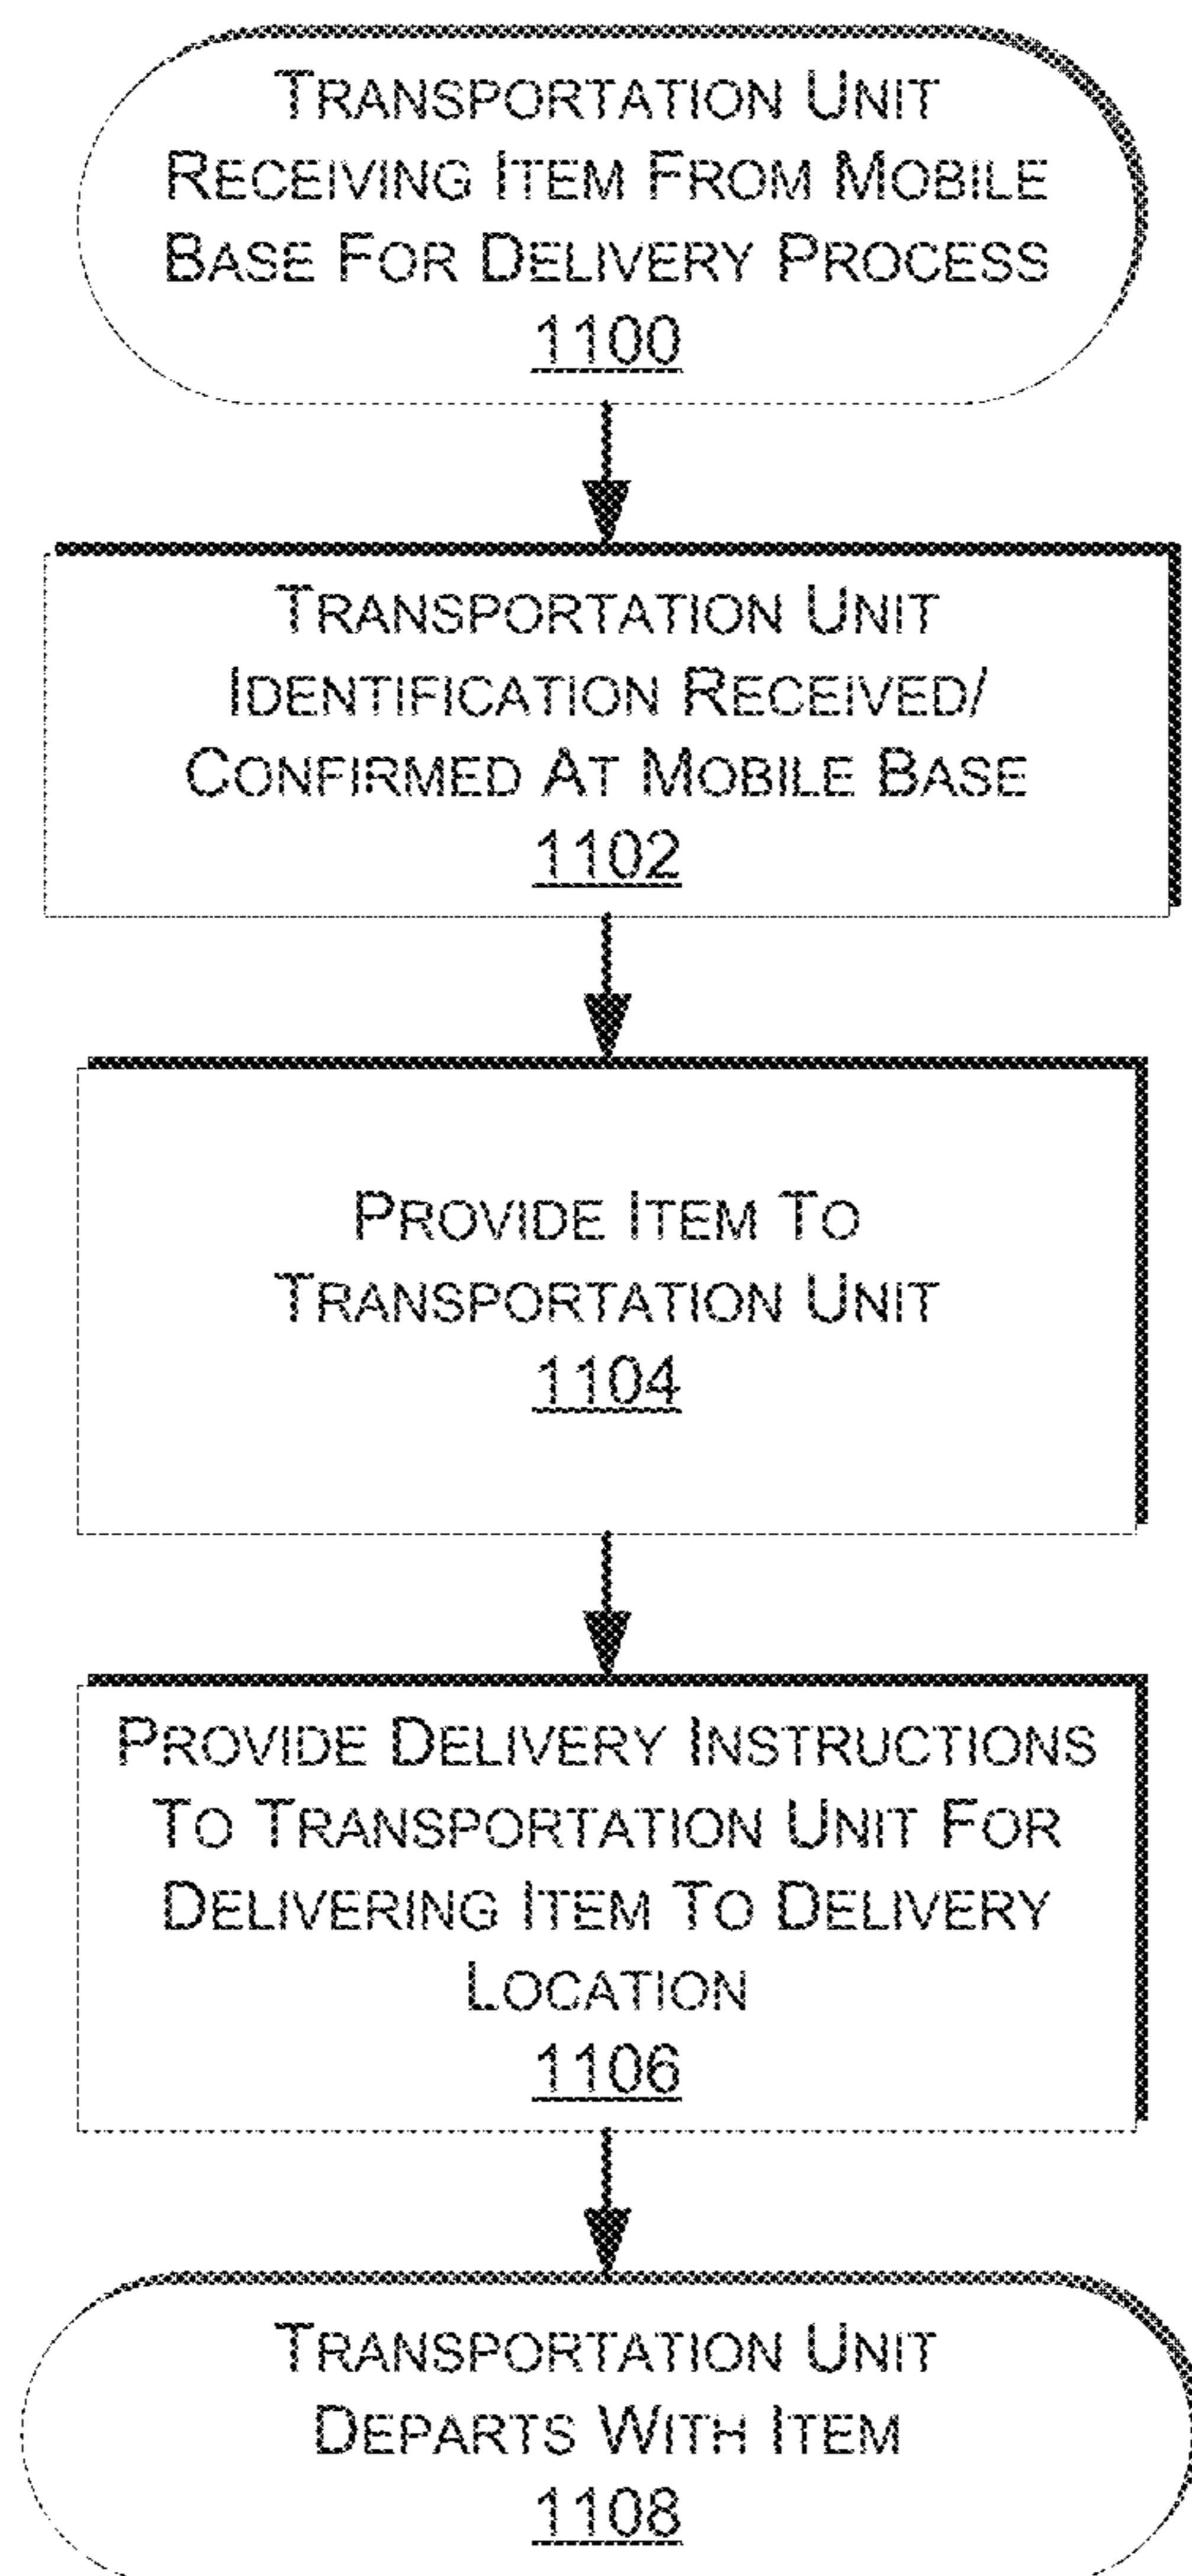 TRANSPORTATION UNIT
RECEIVING ITEM FROM MOBILE
BASE FOR DELIVERY PROCESS
1100
TRANSPORTATION UNIT
IDENTIFICATION RECEIVED/
CONFIRMED AT MOBILE BASE
1102
PROVIDE ITEM TO
TRANSPORTATION UNIT
1104
PROVIDE DELIVERY INSTRUCTIONS
TO TRANSPORTATION UNIT FOR
DELIVERING ITEM TO DELIVERY
LOCATION
1106
TRANSPORTATION UNIT
DEPARTS WITH ITEM
1108